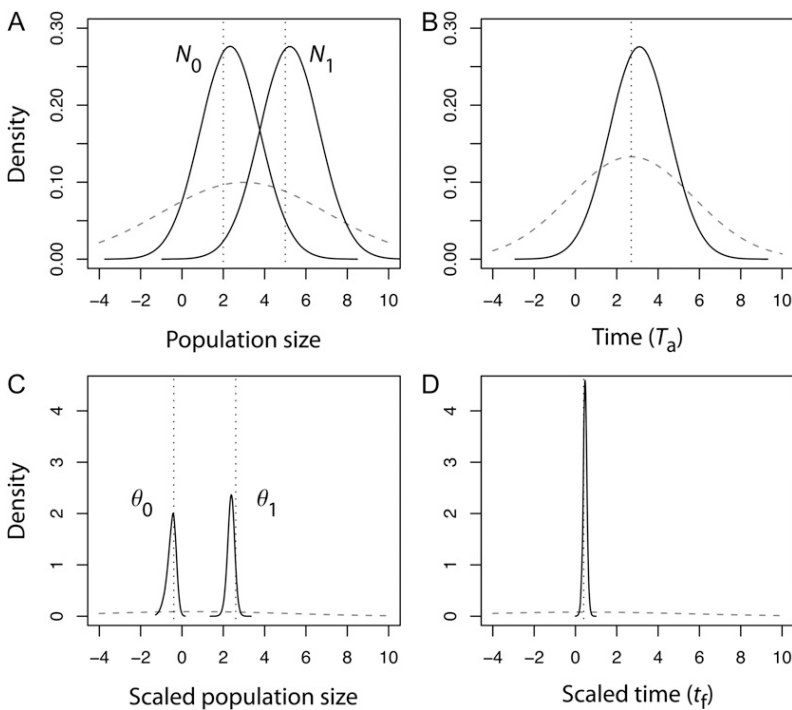 A
B
Density
0.30
0.20
0.10
0.00
N0
N1
−4 −2 0 2 4 6 8 10
Population size
0.30
0.20
0.10
0.00
−4 −2 0 2 4 6 8 10
Time (Ta)
C
D
Density
4
3
2
1
0
θ0
θ1
−4 −2 0 2 4 6 8 10
Scaled population size
4
3
2
1
0
−4 −2 0 2 4 6 8 10
Scaled time (tf)